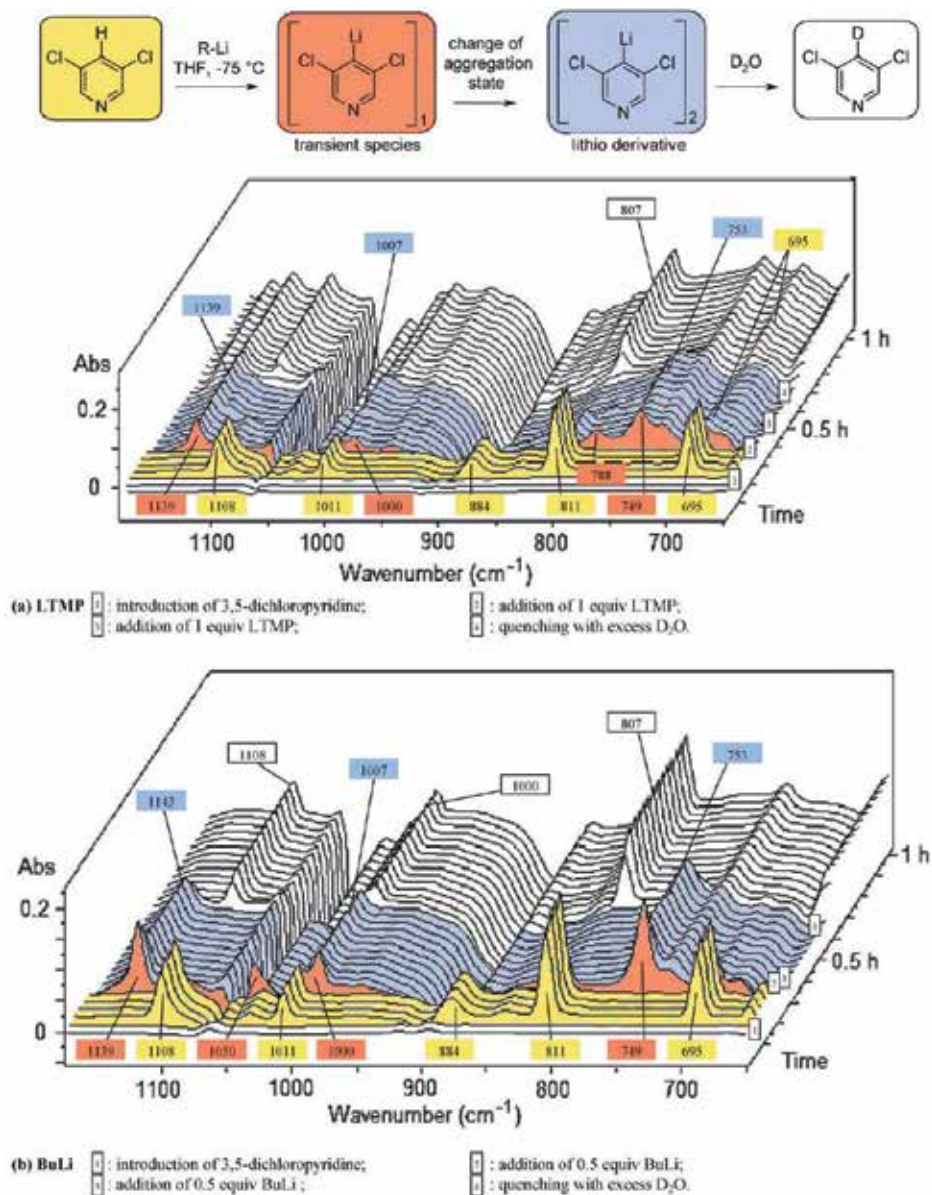 H
Cl Cl
N
R-Li
THF, -75 °C
Li
Cl Cl
N
1
transient species
change of
aggregation
state
Li
Cl Cl
N
2
lithio derivative
D₂O
D
Cl Cl
N
807
753
695
1007
1139
Abs
0.2
0
1 h
0.5 h
Time
788
1139 1108 1011 1000 884 811 749 695
1100 1000 900 800 700
Wavenumber (cm⁻¹)
(a) LTMP 1 : introduction of 3,5-dichloropyridine; 2 : addition of 1 equiv LTMP;
3 : addition of 1 equiv LTMP; 4 : quenching with excess D₂O.
807
1108
753
1007
1000
1143
Abs
0.2
0
1 h
0.5 h
Time
1139 1108 1050 1011 1000 884 811 749 695
1100 1000 900 800 700
Wavenumber (cm⁻¹)
(b) BuLi 1 : introduction of 3,5-dichloropyridine; 2 : addition of 0.5 equiv BuLi;
3 : addition of 0.5 equiv BuLi ; 4 : quenching with excess D₂O.